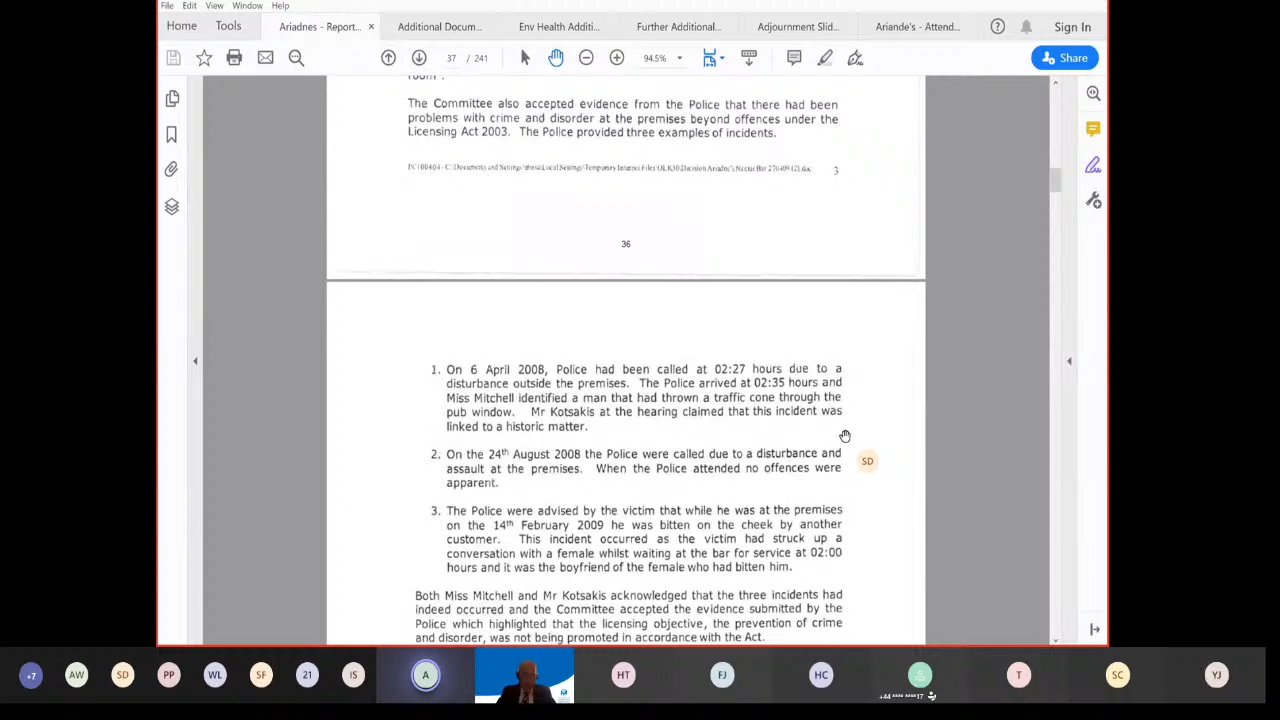 File Edit View Window Help
Home Tools Ariadnes - Report... × Additional Docum... Env Health Additi... Further Additional... Adjournment Slid... Ariande's - Attend... Sign In
37 / 241 94.5% Share
room".
The Committee also accepted evidence from the Police that there had been
problems with crime and disorder at the premises beyond offences under the
Licensing Act 2003. The Police provided three examples of incidents.
3
36
1. On 6 April 2008, Police had been called at 02:27 hours due to a
disturbance outside the premises. The Police arrived at 02:35 hours and
Miss Mitchell identified a man that had thrown a traffic cone through the
pub window. Mr Kotsakis at the hearing claimed that this incident was
linked to a historic matter.
SD
2. On the 24th August 2008 the Police were called due to a disturbance and
assault at the premises. When the Police attended no offences were
apparent.
3. The Police were advised by the victim that while he was at the premises
on the 14th February 2009 he was bitten on the cheek by another
customer. This incident occurred as the victim had struck up a
conversation with a female whilst waiting at the bar for service at 02:00
hours and it was the boyfriend of the female who had bitten him.
Both Miss Mitchell and Mr Kotsakis acknowledged that the three incidents had
indeed occurred and the Committee accepted the evidence submitted by the
Police which highlighted that the licensing objective, the prevention of crime
and disorder, was not being promoted in accordance with the Act.
+7 AW SD PP WL SF 21 IS A HT FJ HC T SC YJ
+44 **** ****17